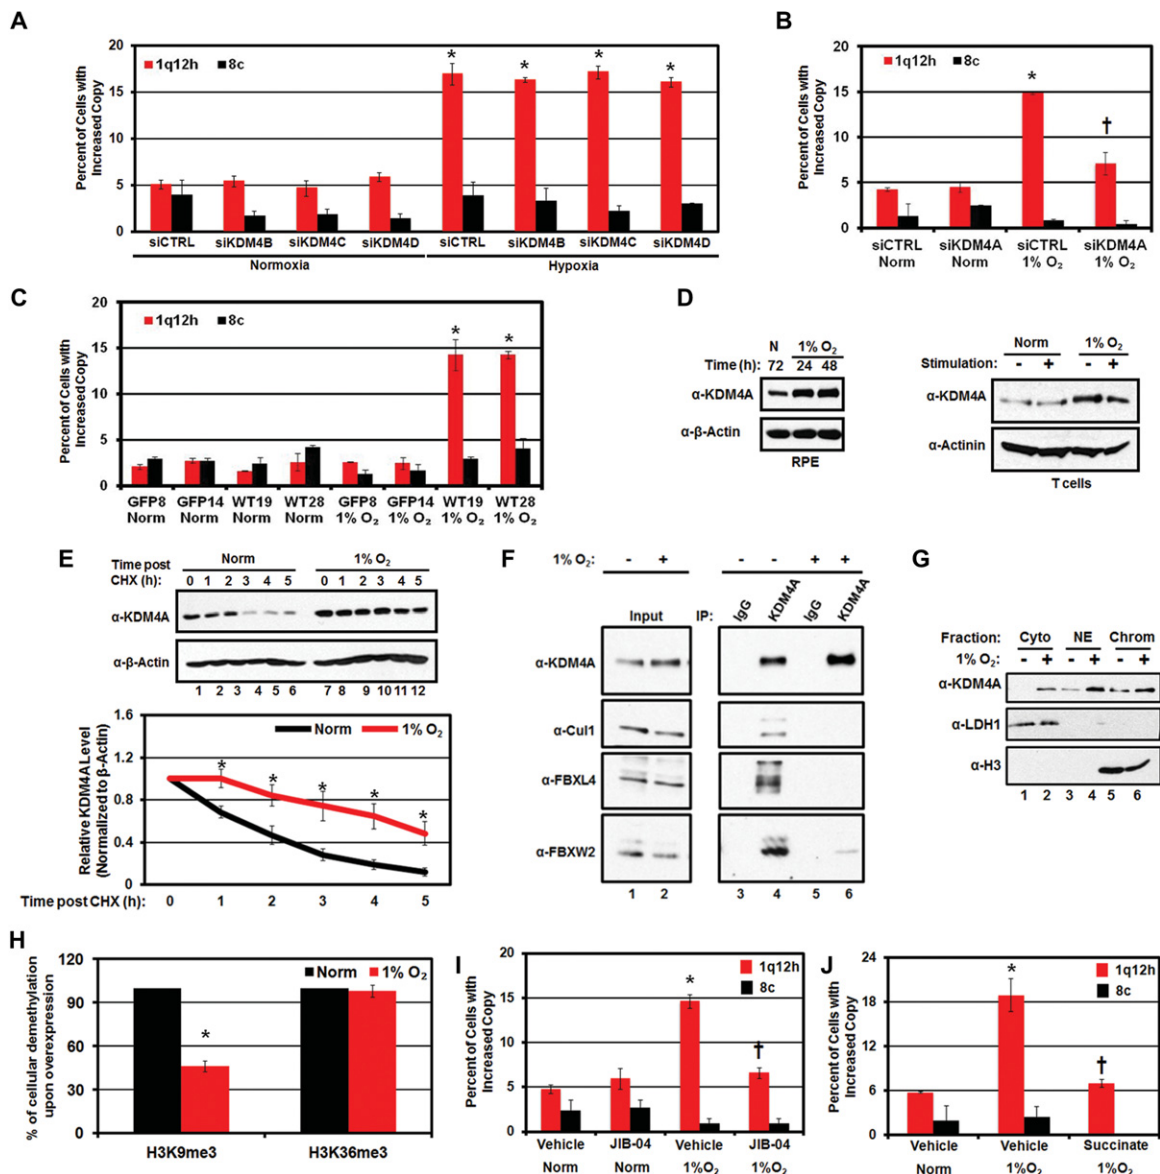 A
Percent of Cells with
Increased Copy
20
15
10
5
0
1q12h 8c
* * * *
siCTRL siKDM4B siKDM4C siKDM4D siCTRL siKDM4B siKDM4C siKDM4D
Normoxia Hypoxia
B
Percent of Cells with
Increased Copy
20
15
10
5
0
1q12h 8c
* †
siCTRL siKDM4A siCTRL siKDM4A
Norm Norm 1% O₂ 1% O₂
C
Percent of Cells with
Increased Copy
20
15
10
5
0
1q12h 8c
* *
GFP8 GFP14 WT19 WT28 GFP8 GFP14 WT19 WT28
Norm Norm Norm Norm 1% O₂ 1% O₂ 1% O₂ 1% O₂
D
N 1% O₂
Time (h): 72 24 48
α-KDM4A
α-β-Actin
RPE
Norm 1% O₂
Stimulation: - + - +
α-KDM4A
α-Actinin
T cells
E
Time post Norm 1% O₂
CHX (h): 0 1 2 3 4 5 0 1 2 3 4 5
α-KDM4A
α-β-Actin
1 2 3 4 5 6 7 8 9 10 11 12
Relative KDM4A Level
(Normalized to β-Actin)
1.6
1.2
0.8
0.4
0
Norm 1% O₂
* * * * *
Time post CHX (h): 0 1 2 3 4 5
F
1% O₂: - + - - + +
Input IP: IgG KDM4A IgG KDM4A
α-KDM4A
α-Cul1
α-FBXL4
α-FBXW2
1 2 3 4 5 6
G
Fraction: Cyto NE Chrom
1% O₂: - + - + - +
α-KDM4A
α-LDH1
α-H3
1 2 3 4 5 6
H
% of cellular demethylation
upon overexpression
120
90
60
30
0
Norm 1% O₂
*
H3K9me3 H3K36me3
I
Percent of Cells with
Increased Copy
20
15
10
5
0
1q12h
8c
* †
Vehicle JIB-04 Vehicle JIB-04
Norm Norm 1%O₂ 1%O₂
J
Percent of Cells with
Increased Copy
24
18
12
6
0
1q12h
8c
* †
Vehicle Vehicle Succinate
Norm 1%O₂ 1%O₂